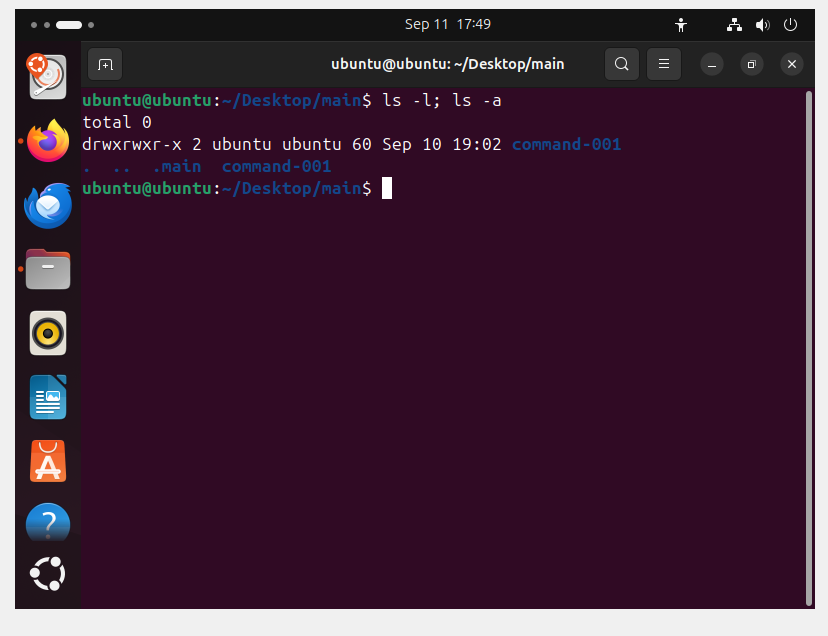 Sep 11 17:49
ubuntu@ubuntu: ~/Desktop/main
ubuntu@ubuntu:~/Desktop/main$ ls -l; ls -a
total 0
drwxrwxr-x 2 ubuntu ubuntu 60 Sep 10 19:02 command-001
. .. .main command-001
ubuntu@ubuntu:~/Desktop/main$